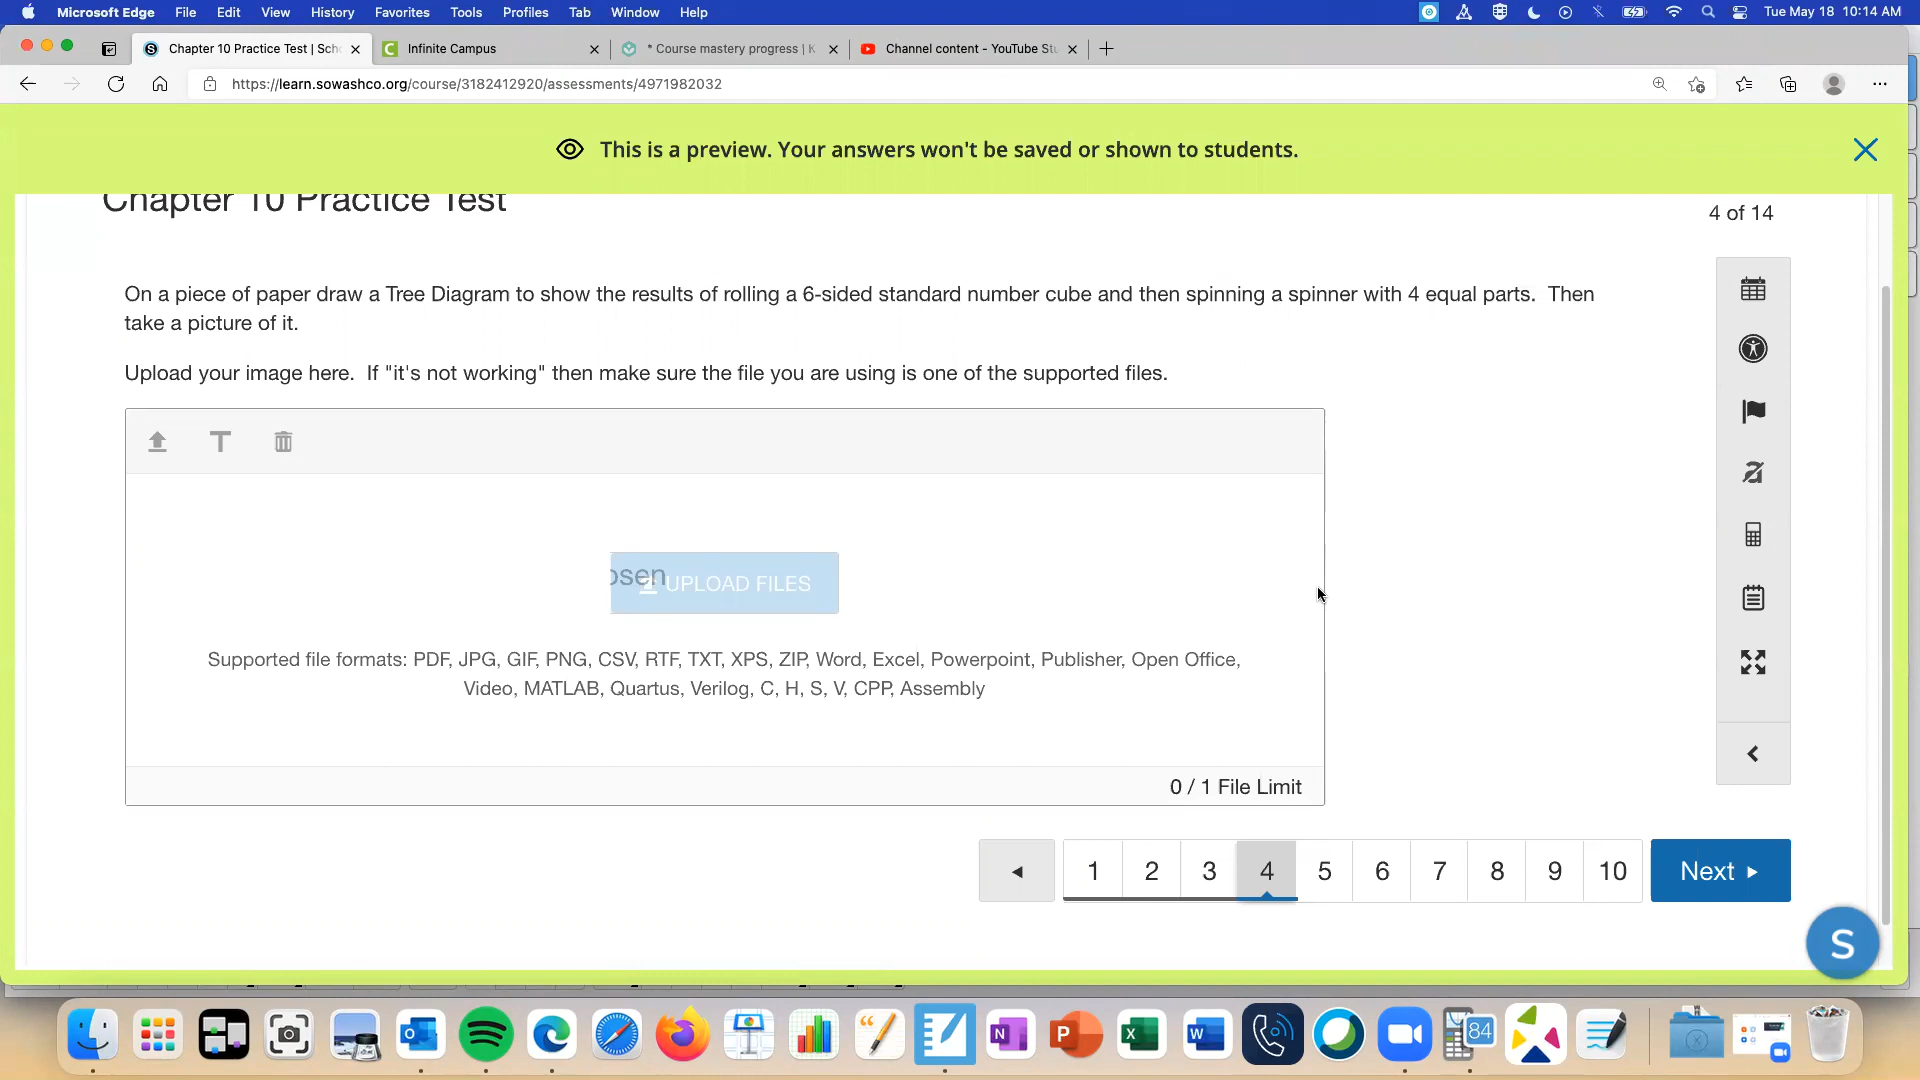 Microsoft Edge File Edit View History Favorites Tools Profiles Tab Window Help
Tue May 18 10:14 AM
Chapter 10 Practice Test | Scho
Infinite Campus
* Course mastery progress | K
Channel content - YouTube Stu
https://learn.sowashco.org/course/3182412920/assessments/4971982032
This is a preview. Your answers won't be saved or shown to students.
Chapter 10 Practice Test
4 of 14
On a piece of paper draw a Tree Diagram to show the results of rolling a 6-sided standard number cube and then spinning a spinner with 4 equal parts. Then
take a picture of it.
Upload your image here. If "it's not working" then make sure the file you are using is one of the supported files.
osen
UPLOAD FILES
Supported file formats: PDF, JPG, GIF, PNG, CSV, RTF, TXT, XPS, ZIP, Word, Excel, Powerpoint, Publisher, Open Office,
Video, MATLAB, Quartus, Verilog, C, H, S, V, CPP, Assembly
0 / 1 File Limit
1 2 3 4 5 6 7 8 9 10 Next
S
84